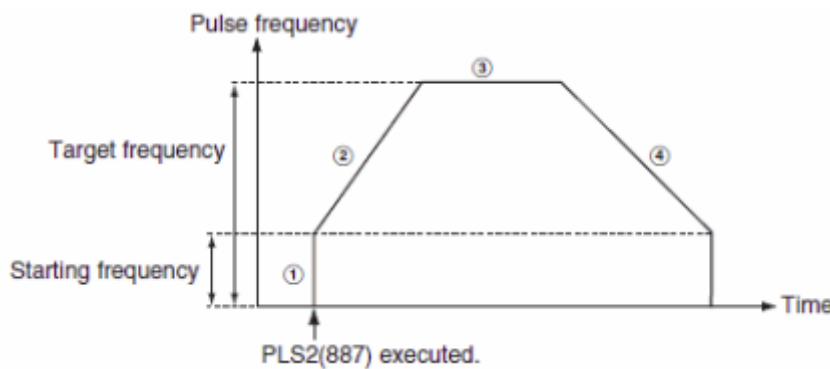 Pulse frequency
③
Target frequency
②
④
Starting frequency
①
Time
PLS2(887) executed.